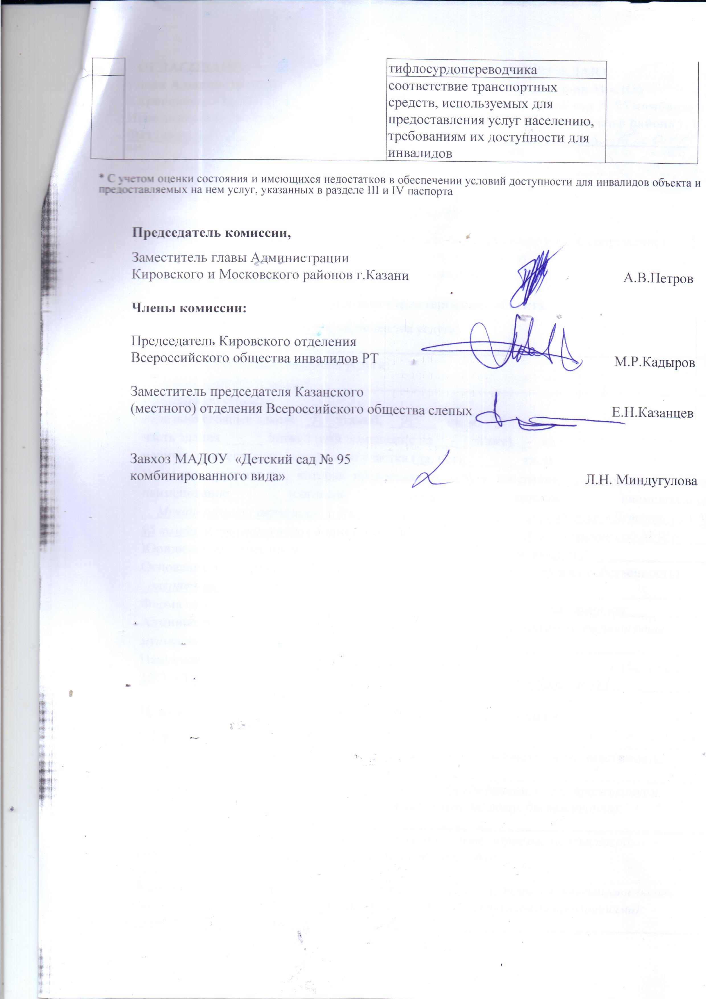 тифлосурдопереводчика
соответствие транспортных
средств, используемых для
предоставления услуг населению,
требованиям их доступности для
инвалидов
* С учетом оценки состояния и имеющихся недостатков в обеспечении условий доступности для инвалидов объекта и
предоставляемых на нем услуг, указанных в разделе III и IV паспорта
Председатель комиссии,
Заместитель главы Администрации
Кировского и Московского районов г.Казани А.В.Петров
Члены комиссии:
Председатель Кировского отделения
Всероссийского общества инвалидов РТ М.Р.Кадыров
Заместитель председателя Казанского
(местного) отделения Всероссийского общества слепых Е.Н.Казанцев
Завхоз МАДОУ «Детский сад № 95
комбинированного вида» Л.Н. Миндугулова